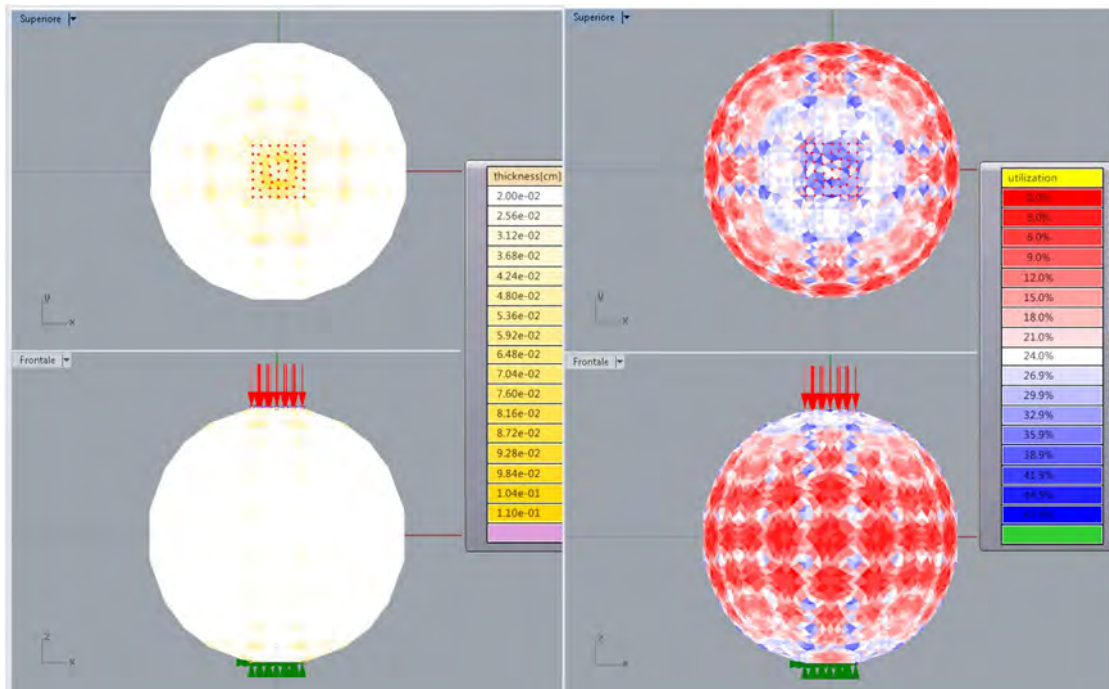 Superiore
y
x
Frontale
z
x
thickness[cm]
2.00e-02
2.56e-02
3.12e-02
3.68e-02
4.24e-02
4.80e-02
5.36e-02
5.92e-02
6.48e-02
7.04e-02
7.60e-02
8.16e-02
8.72e-02
9.28e-02
9.84e-02
1.04e-01
1.10e-01
Superiore
y
x
Frontale
z
x
utilization
6.0%
9.0%
12.0%
15.0%
18.0%
21.0%
24.0%
26.9%
29.9%
32.9%
35.9%
38.9%
41.9%
44.9%